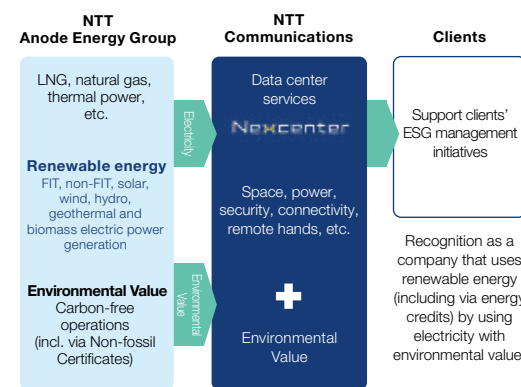 NTT
Anode Energy Group
LNG, natural gas,
thermal power,
etc.
Renewable energy
FIT, non-FIT, solar,
wind, hydro,
geothermal and
biomass electric power
generation
Environmental Value
Carbon-free
operations
(incl. via Non-fossil
Certificates)
Electricity
Environmental
Value
NTT
Communications
Data center
services
Nexcenter
Space, power,
security, connectivity,
remote hands, etc.
+
Environmental
Value
Clients
Support clients’
ESG management
initiatives
Recognition as a
company that uses
renewable energy
(including via energy
credits) by using
electricity with
environmental value